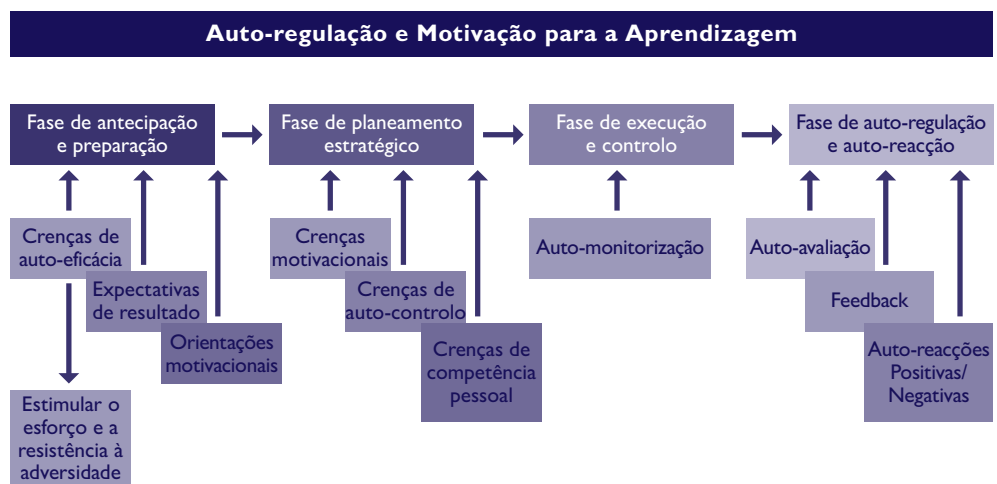 Auto-regulação e Motivação para a Aprendizagem
Fase de antecipação
e preparação
Fase de planeamento
estratégico
Fase de execução
e controlo
Fase de auto-regulação
e auto-reacção
Crenças de
auto-eficácia
Expectativas
de resultado
Orientações
motivacionais
Estimular o
esforço e a
resistência à
adversidade
Crenças
motivacionais
Crenças de
auto-controlo
Crenças de
competência
pessoal
Auto-monitorização
Auto-avaliação
Feedback
Auto-reacções
Positivas/
Negativas